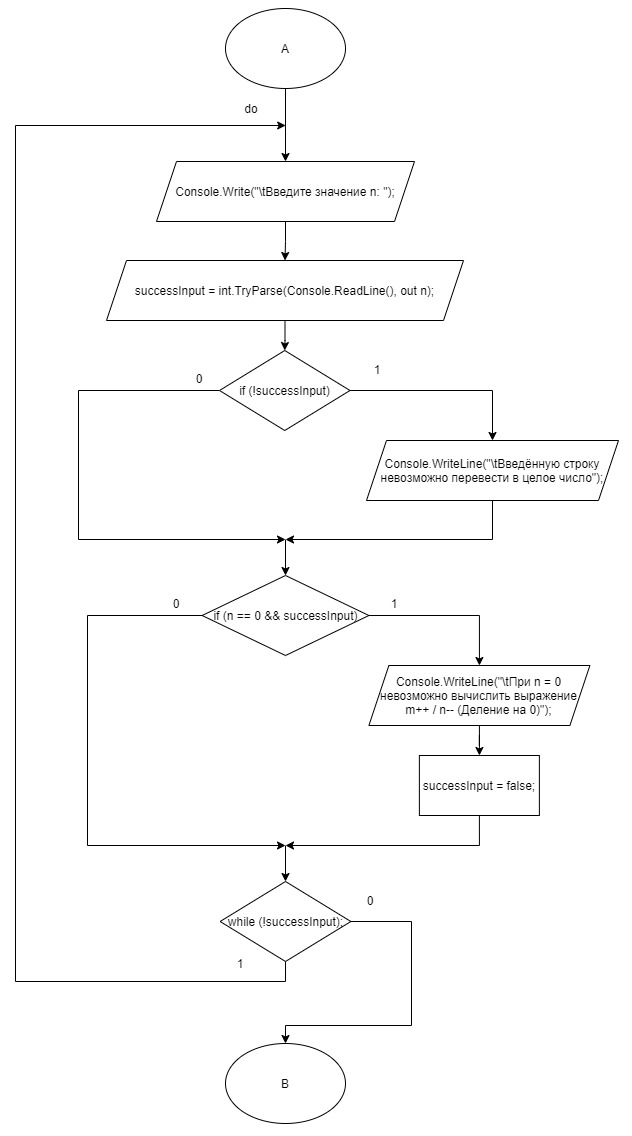 A
do
Console.Write("\tВведите значение n: ");
successInput = int.TryParse(Console.ReadLine(), out n);
0
if (!successInput)
1
Console.WriteLine("\tВведённую строку
невозможно перевести в целое число");
0
if (n == 0 && successInput)
1
Console.WriteLine("\tПри n = 0
невозможно вычислить выражение
m++ / n-- (Деление на 0)");
successInput = false;
while (!successInput);
0
1
B